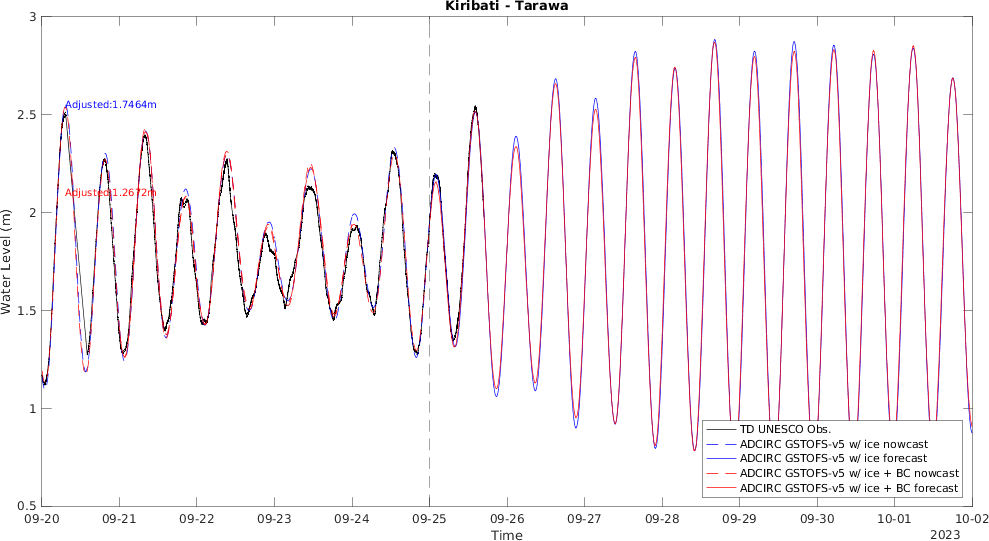 Kiribati - Tarawa
3
2.5
2
1.5
1
0.5
Water Level (m)
Adjusted:1.7464m
Adjusted:1.2672m
TD UNESCO Obs.
ADCIRC GSTOFS-v5 w/ ice nowcast
ADCIRC GSTOFS-v5 w/ ice forecast
ADCIRC GSTOFS-v5 w/ ice + BC nowcast
ADCIRC GSTOFS-v5 w/ ice + BC forecast
09-20 09-21 09-22 09-23 09-24 09-25 09-26 09-27 09-28 09-29 09-30 10-01 10-02
Time
2023